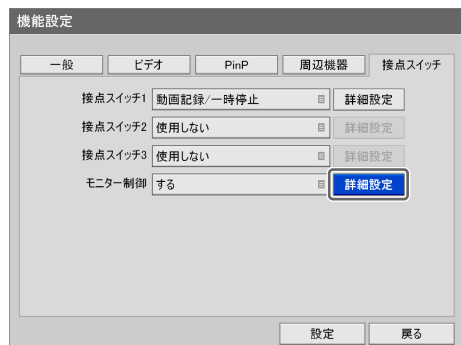 機能設定
一般 ビデオ PinP 周辺機器 接点スイッチ
接点スイッチ1 動画記録/一時停止 詳細設定
接点スイッチ2 使用しない 詳細設定
接点スイッチ3 使用しない 詳細設定
モニター制御 する 詳細設定
設定 戻る